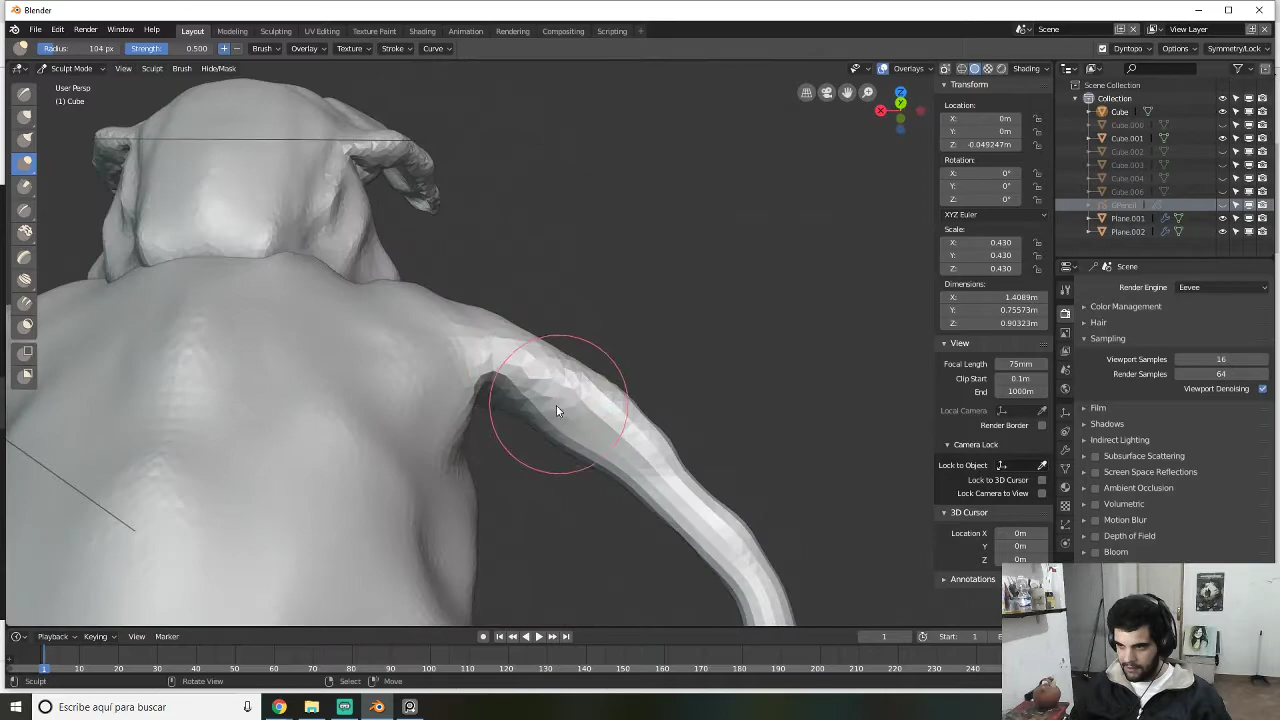 Blender
File Edit Render Window Help Layout Modeling Sculpting UV Editing Texture Paint Shading Animation Rendering Compositing Scripting + Scene View Layer
Radius: 104 px Strength: 0.500 Brush Overlay Texture Stroke Curve Dyntopo Options Symmetry/Lock
Sculpt Mode View Sculpt Brush Hide/Mask Overlays Shading
User Persp
(1) Cube
Z
Y
X
Transform
Location:
X: 0m
Y: 0m
Z: -0.049247m
Rotation:
X: 0°
Y: 0°
Z: 0°
XYZ Euler
Scale:
X: 0.430
Y: 0.430
Z: 0.430
Dimensions:
X: 1.4089m
Y: 0.75573m
Z: 0.90323m
View
Focal Length 75mm
Clip Start 0.1m
End 1000m
Local Camera
Render Border
Camera Lock
Lock to Object
Lock to 3D Cursor
Lock Camera to View
3D Cursor
Location X 0m
Y 0m
Z 0m
Annotations
Scene Collection
Collection
Cube
Cube.000
Cube.001
Cube.002
Cube.003
Cube.004
Cube.006
GPencil
Plane.001
Plane.002
Scene
Render Engine Eevee
Color Management
Hair
Sampling
Viewport Samples 16
Render Samples 64
Viewport Denoising
Film
Shadows
Indirect Lighting
Subsurface Scattering
Screen Space Reflections
Ambient Occlusion
Volumetric
Motion Blur
Depth of Field
Bloom
Playback Keying View Marker 1 Start: 1
1 10 20 30 40 50 60 70 80 90 100 110 120 130 140 150 160 170 180 190 200 210 220 230 240
Sculpt Rotate View Select Move
Escribe aquí para buscar